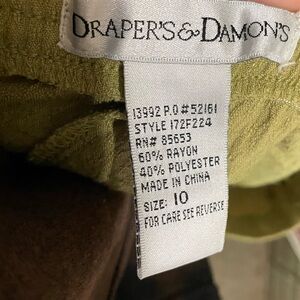 DRAPER'S & DAMON'S
13992 P.O #52161
STYLE 172F224
RN# 85653
60% RAYON
40% POLYESTER
MADE IN CHINA
SIZE: 10
FOR CARE SEE REVERSE